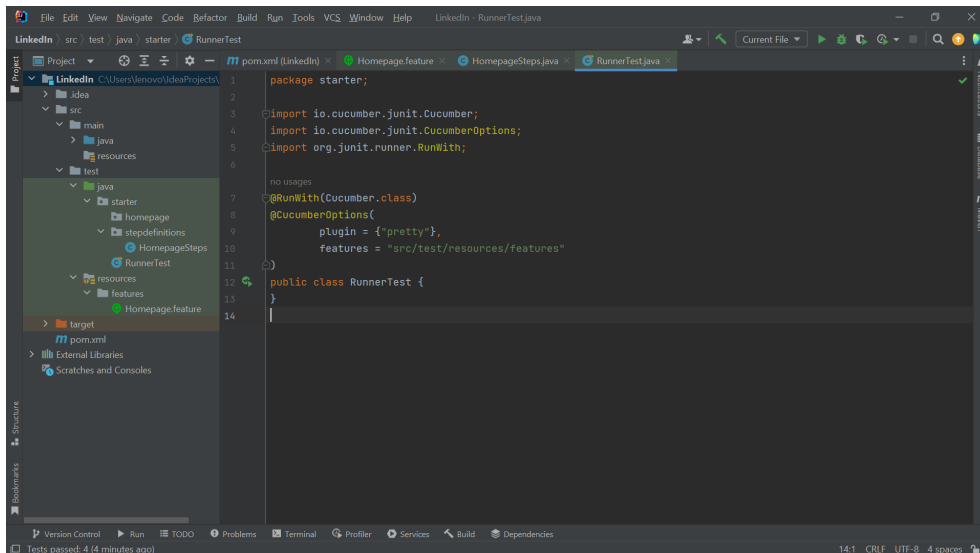 File Edit View Navigate Code Refactor Build Run Tools VCS Window Help LinkedIn - RunnerTest.java
LinkedIn src test java starter RunnerTest Current File
Project pom.xml (LinkedIn) Homepage.feature HomepageSteps.java RunnerTest.java
Project
LinkedIn C:\Users\lenovo\IdeaProjects\
.idea
src
main
java
resources
test
java
starter
homepage
stepdefinitions
HomepageSteps
RunnerTest
resources
features
Homepage.feature
target
pom.xml
External Libraries
Scratches and Consoles
Structure
Bookmarks
1 package starter;
2
3 import io.cucumber.junit.Cucumber;
4 import io.cucumber.junit.CucumberOptions;
5 import org.junit.runner.RunWith;
6
no usages
7 @RunWith(Cucumber.class)
8 @CucumberOptions(
9 plugin = {"pretty"},
10 features = "src/test/resources/features"
11 )
12 public class RunnerTest {
13 }
14
Version Control Run TODO Problems Terminal Profiler Services Build Dependencies
Tests passed: 4 (4 minutes ago) 14:1 CRLF UTF-8 4 spaces